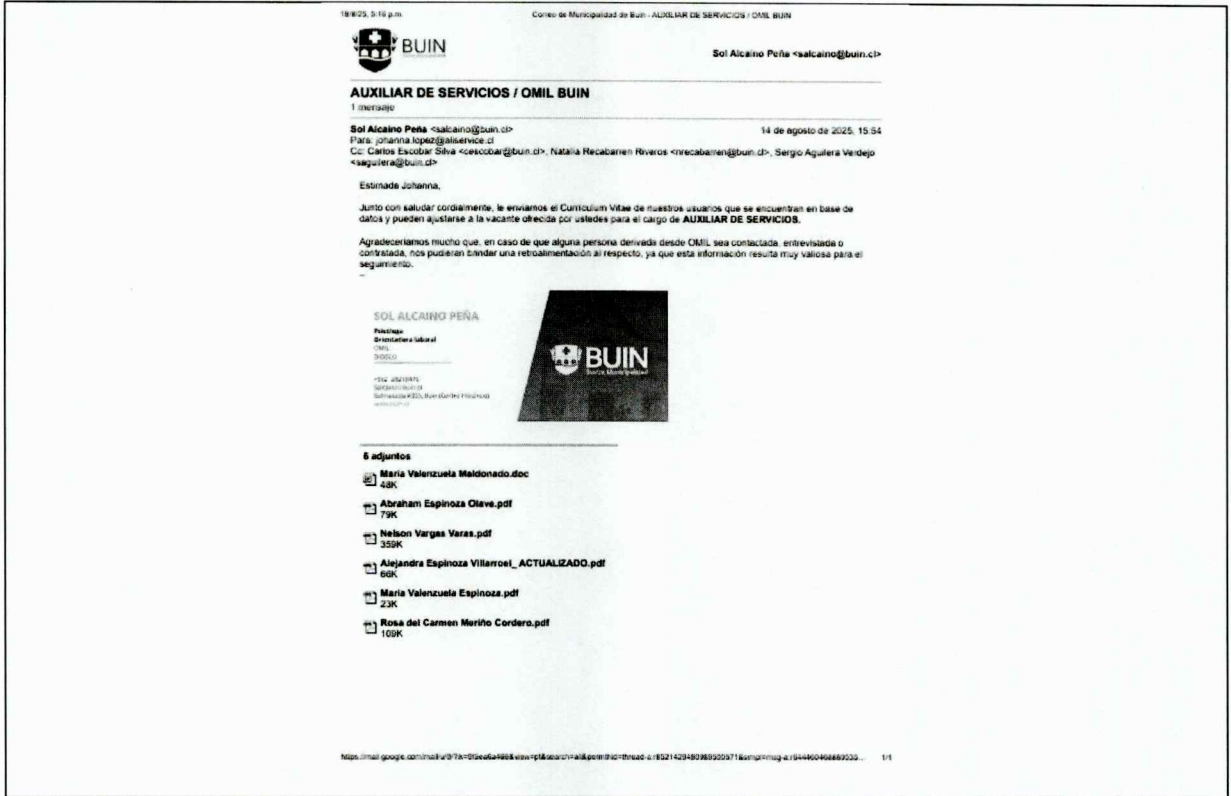 18/8/25, 5:16 p.m.
Correo de Municipalidad de Buin - AUXILIAR DE SERVICIOS / OMIL BUIN
BUIN
Sol Alcaino Peña <salcaino@buin.cl>
AUXILIAR DE SERVICIOS / OMIL BUIN
1 mensaje
Sol Alcaino Peña <salcaino@buin.cl>
14 de agosto de 2025, 15:54
Para: johanna.lopez@aliservice.cl
Cc: Carlos Escobar Silva <cescobar@buin.cl>, Natalia Recabarren Riveros <nrecabarren@buin.cl>, Sergio Aguilera Verdejo
<saguilera@buin.cl>
Estimada Johanna,
Junto con saludar cordialmente, le enviamos el Curriculum Vitae de nuestros usuarios que se encuentran en base de
datos y pueden ajustarse a la vacante ofrecida por ustedes para el cargo de AUXILIAR DE SERVICIOS.
Agradeceríamos mucho que, en caso de que alguna persona derivada desde OMIL sea contactada, entrevistada o
contratada, nos pudieran brindar una retroalimentación al respecto, ya que esta información resulta muy valiosa para el
seguimiento.
--
SOL ALCAINO PEÑA
Psicóloga
Orientadora laboral
OMIL
DIDECO
BUIN
Ilustre Municipalidad
6 adjuntos
Maria Valenzuela Maldonado.doc
48K
Abraham Espinoza Olave.pdf
79K
Nelson Vargas Varas.pdf
359K
Alejandra Espinoza Villarroel_ ACTUALIZADO.pdf
66K
Maria Valenzuela Espinoza.pdf
23K
Rosa del Carmen Meriño Cordero.pdf
109K
1/1